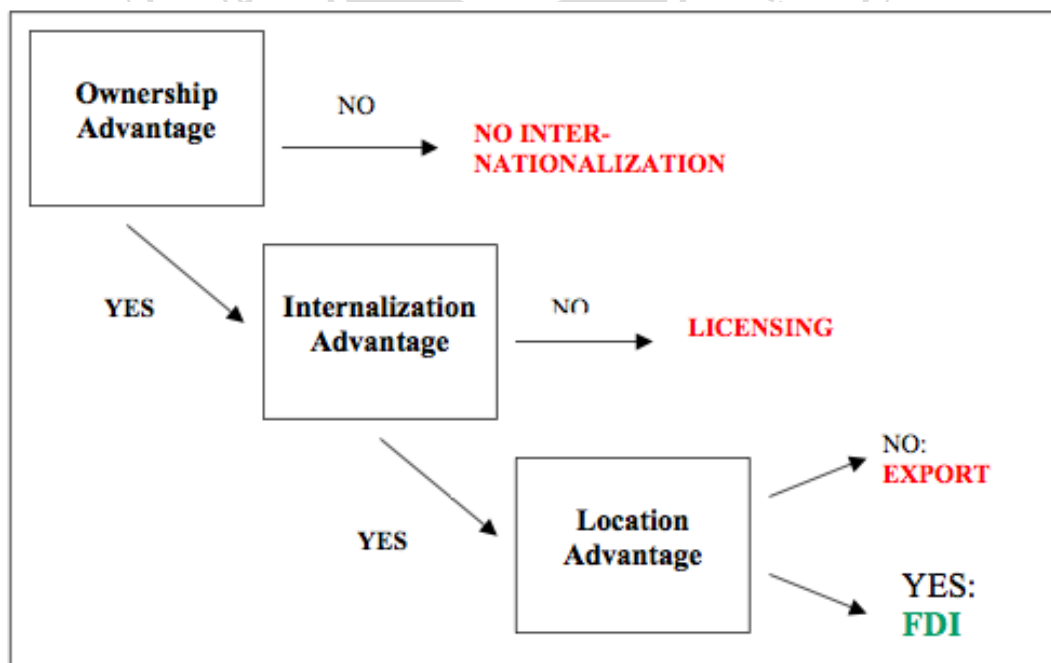 Ownership
Advantage
NO
NO INTER-
NATIONALIZATION
YES
Internalization
Advantage
NO
LICENSING
YES
Location
Advantage
NO:
EXPORT
YES:
FDI